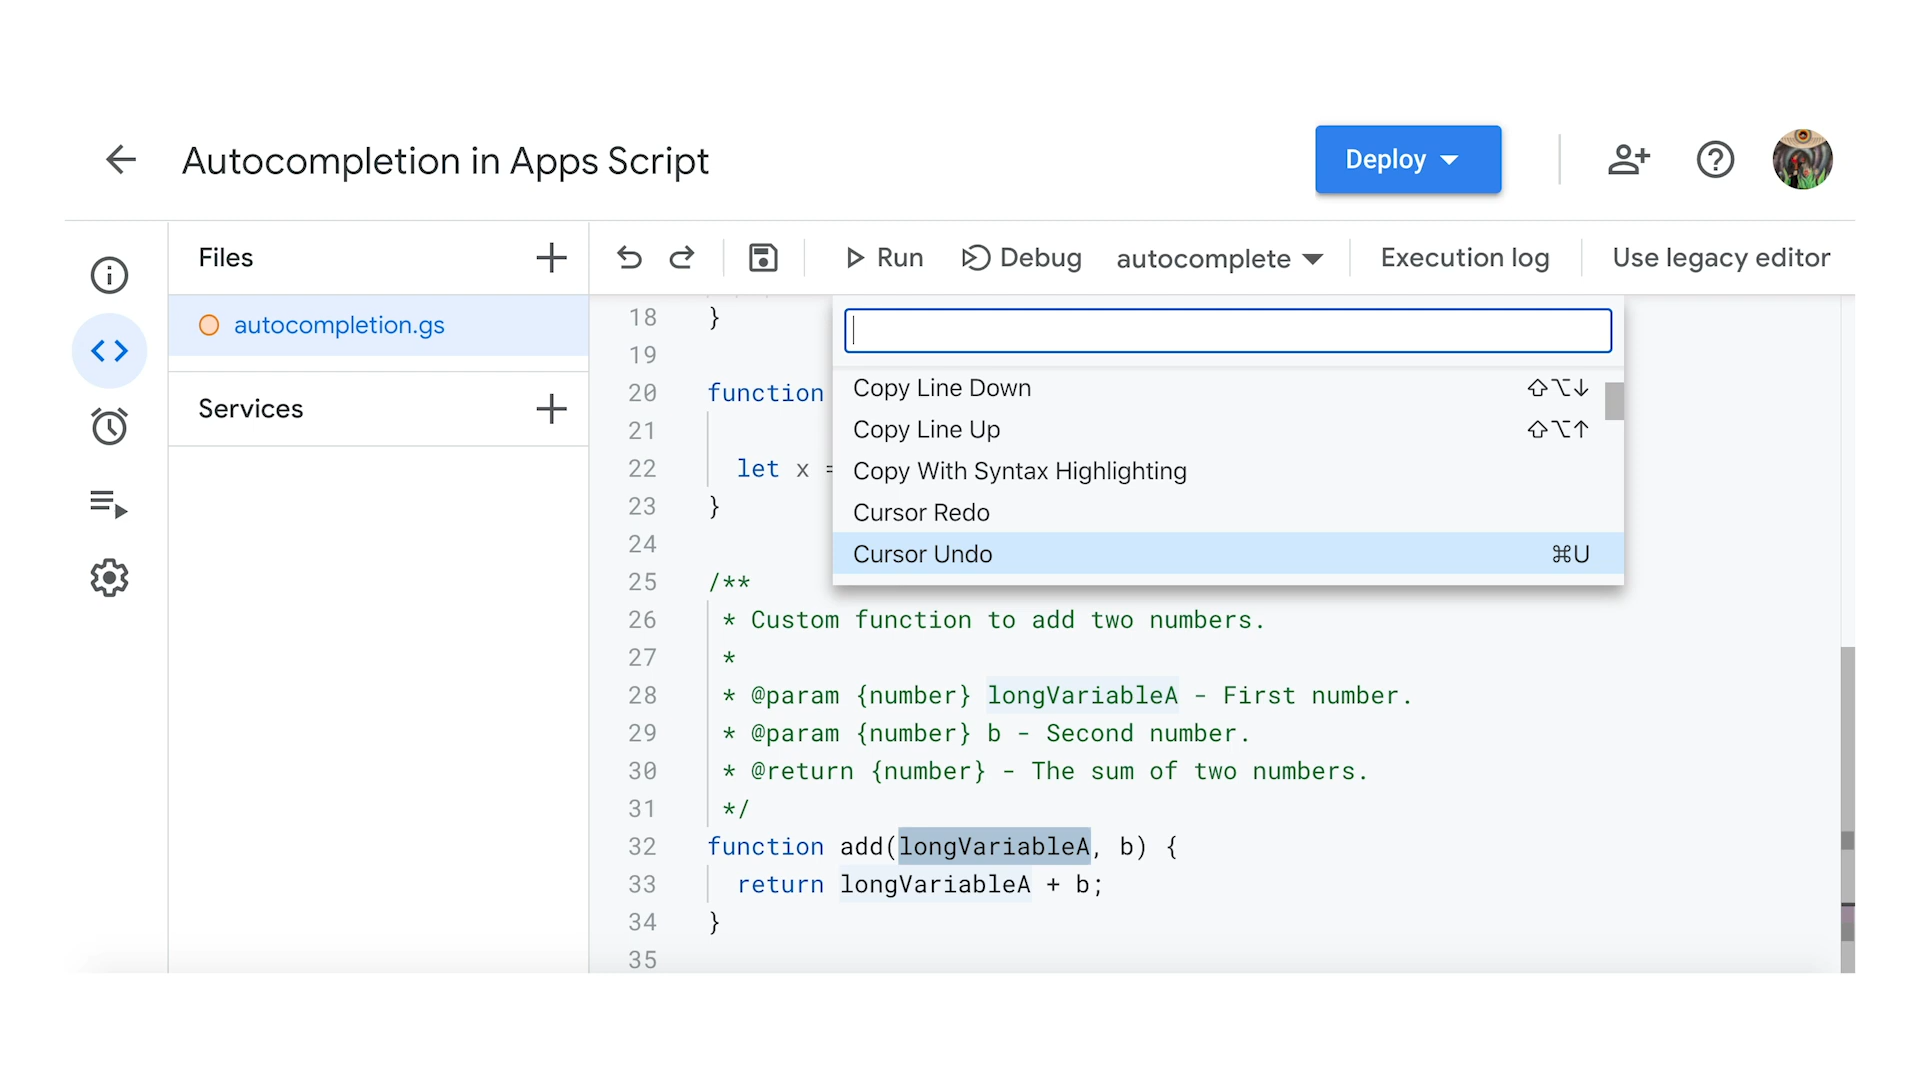 Autocompletion in Apps Script
Deploy
Files
Run
Debug
autocomplete
Execution log
Use legacy editor
autocompletion.gs
Services
Copy Line Down ⇧⌥↓
Copy Line Up ⇧⌥↑
Copy With Syntax Highlighting
Cursor Redo
Cursor Undo ⌘U
18 }
19
20 function
21
22 let x =
23 }
24
25 /**
26 * Custom function to add two numbers.
27 *
28 * @param {number} longVariableA - First number.
29 * @param {number} b - Second number.
30 * @return {number} - The sum of two numbers.
31 */
32 function add(longVariableA, b) {
33 return longVariableA + b;
34 }
35